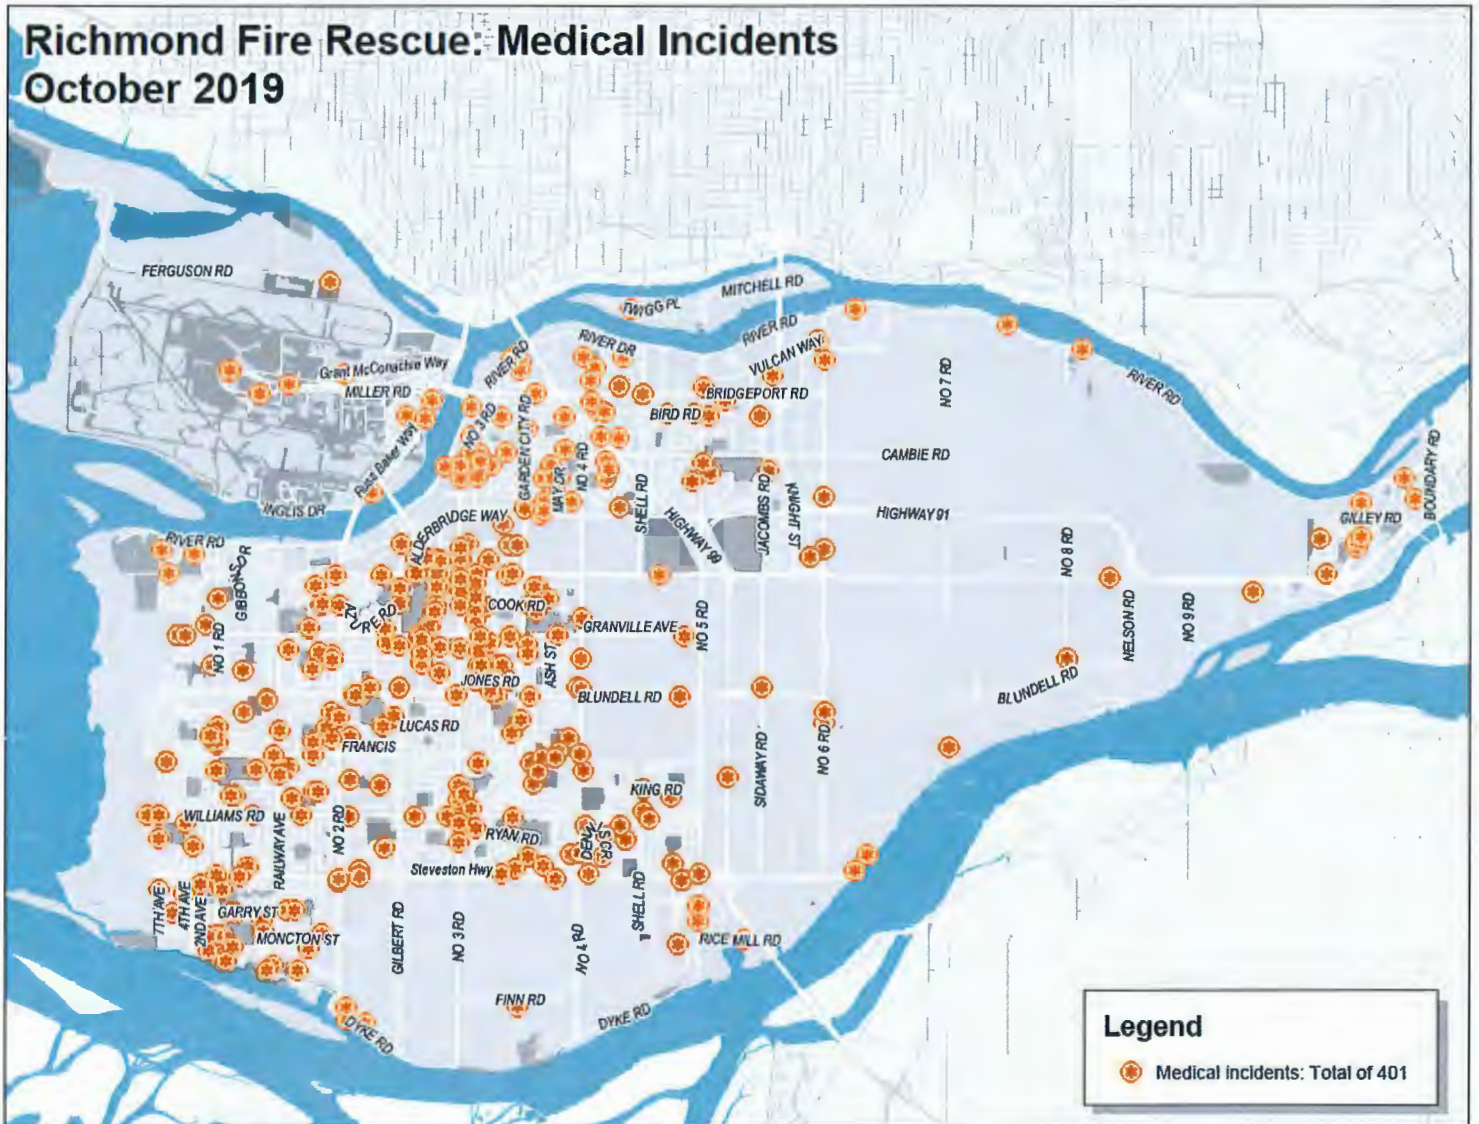 Richmond Fire Rescue: Medical Incidents
October 2019
FERGUSON RD
MITCHELL RD
TWIGG PL
RIVER RD
RIVER DR
RIVER RD
VULCAN WAY
Grant McConachie Way
MILLER RD
BRIDGEPORT RD
NO 7 RD
RIVER RD
BIRD RD
NO 3 RD
GARDEN CITY RD
Russ Baker Way
CAMBIE RD
BOUNDARY RD
NO 4 RD
MAY DR
SHELL RD
JACOMBS RD
KNIGHT ST
INGLIS DR
ALDERBRIDGE WAY
HIGHWAY 99
HIGHWAY 91
GILLEY RD
RIVER RD
GIBBONS DR
NO 8 RD
AZURE RD
COOK RD
GRANVILLE AVE
NO 5 RD
NELSON RD
NO 9 RD
NO 1 RD
ASH ST
JONES RD
BLUNDELL RD
BLUNDELL RD
LUCAS RD
FRANCIS
NO 6 RD
SIDAWAY RD
KING RD
WILLIAMS RD
RAILWAY AVE
NO 2 RD
RYAN RD
Steveston Hwy
SHELL RD
7TH AVE
4TH AVE
2ND AVE
GARRY ST
MONCTON ST
GILBERT RD
NO 3 RD
NO 4 RD
RICE MILL RD
FINN RD
DYKE RD
DYKE RD
Legend
Medical incidents: Total of 401